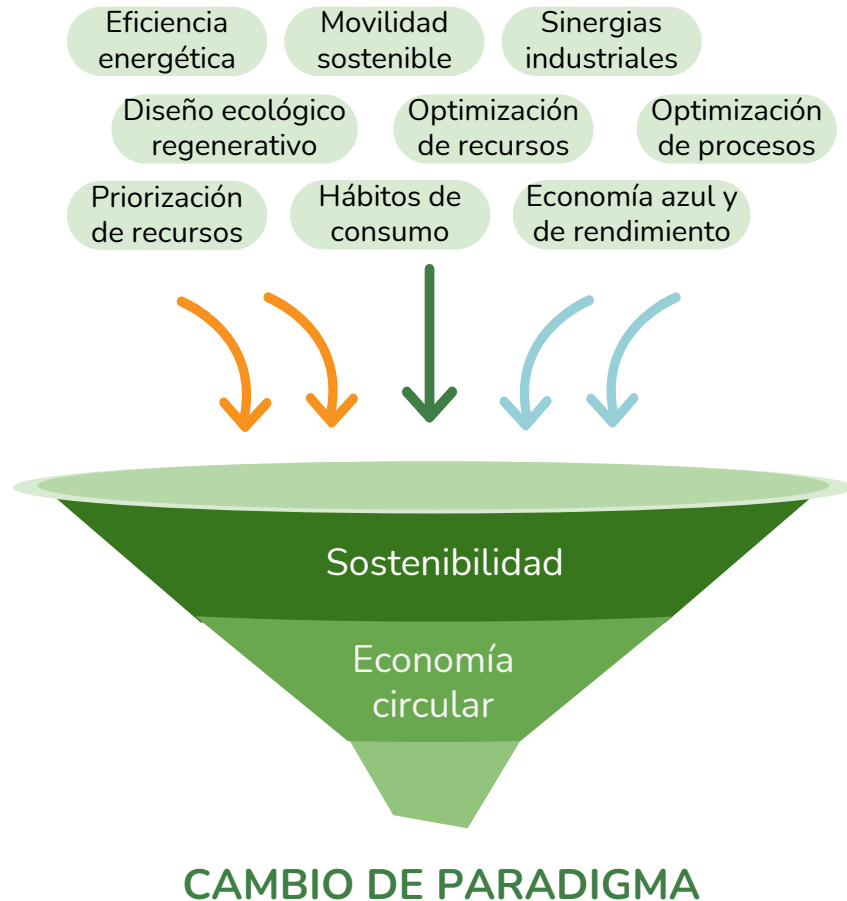 Eficiencia
energética
Movilidad
sostenible
Sinergias
industriales
Diseño ecológico
regenerativo
Optimización
de recursos
Optimización
de procesos
Priorización
de recursos
Hábitos de
consumo
Economía azul y
de rendimiento
Sostenibilidad
Economía
circular
CAMBIO DE PARADIGMA